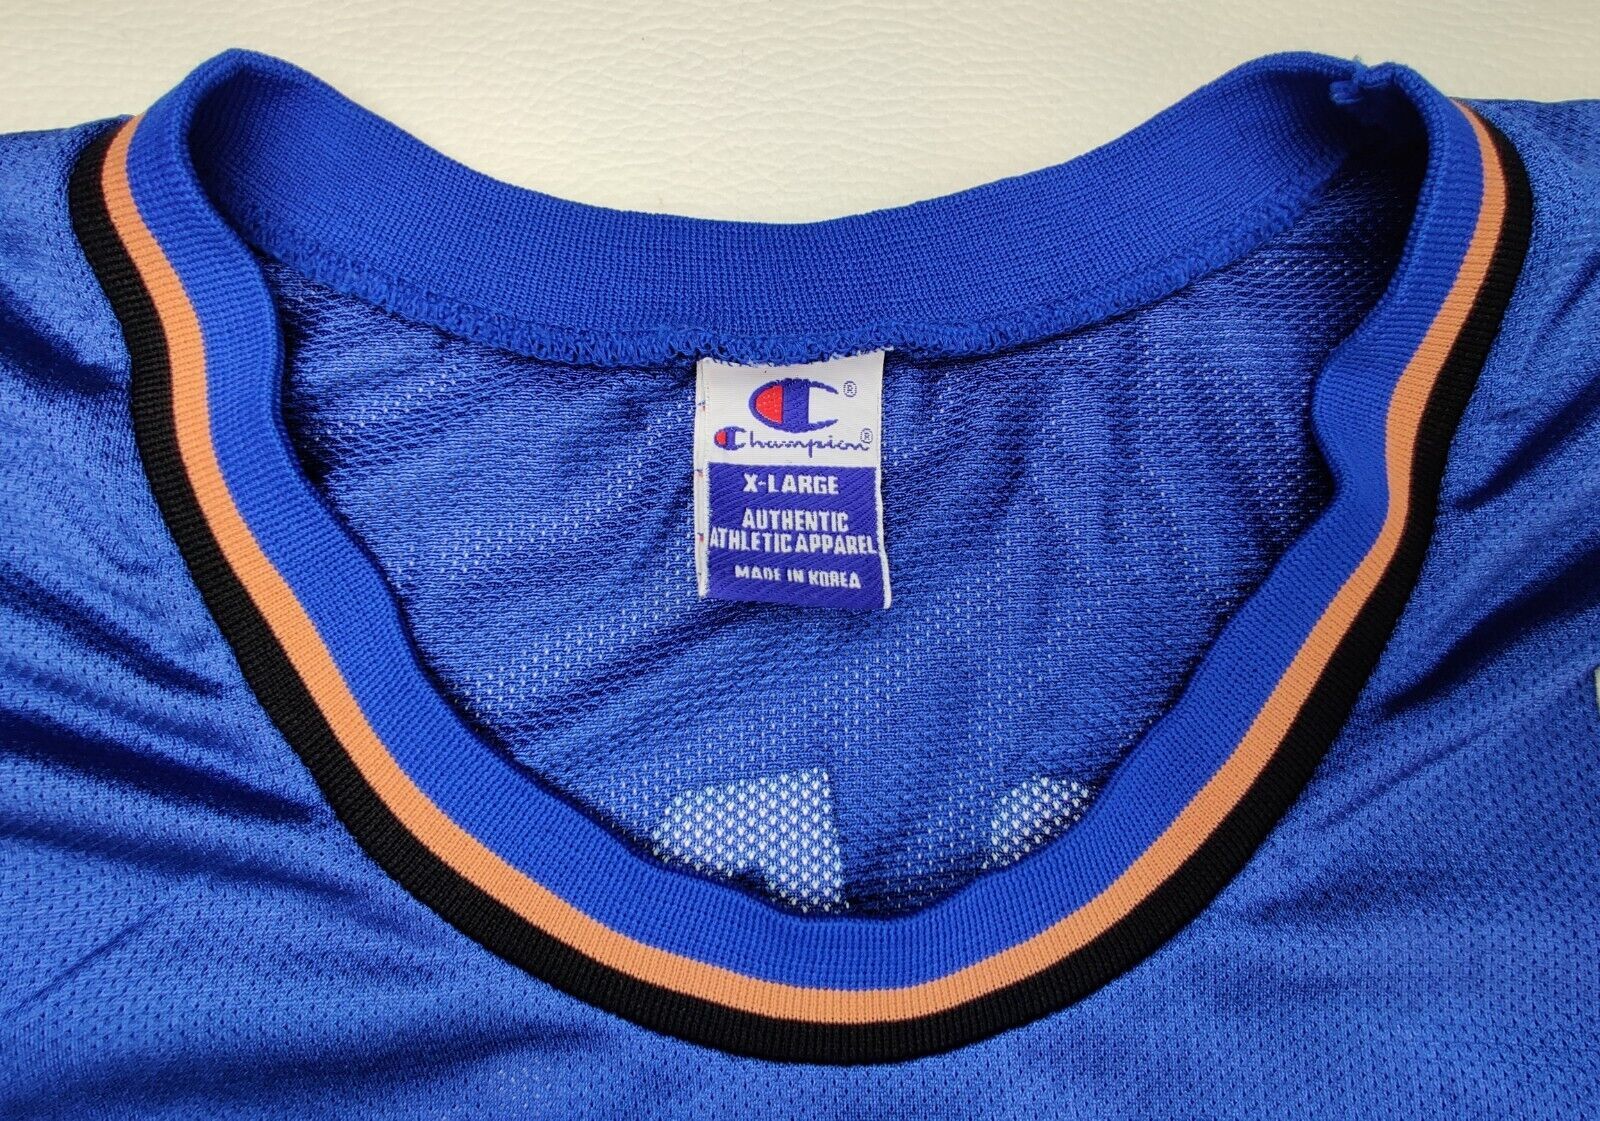 ®
Champion®
X-LARGE
AUTHENTIC
ATHLETIC APPAREL
MADE IN KOREA